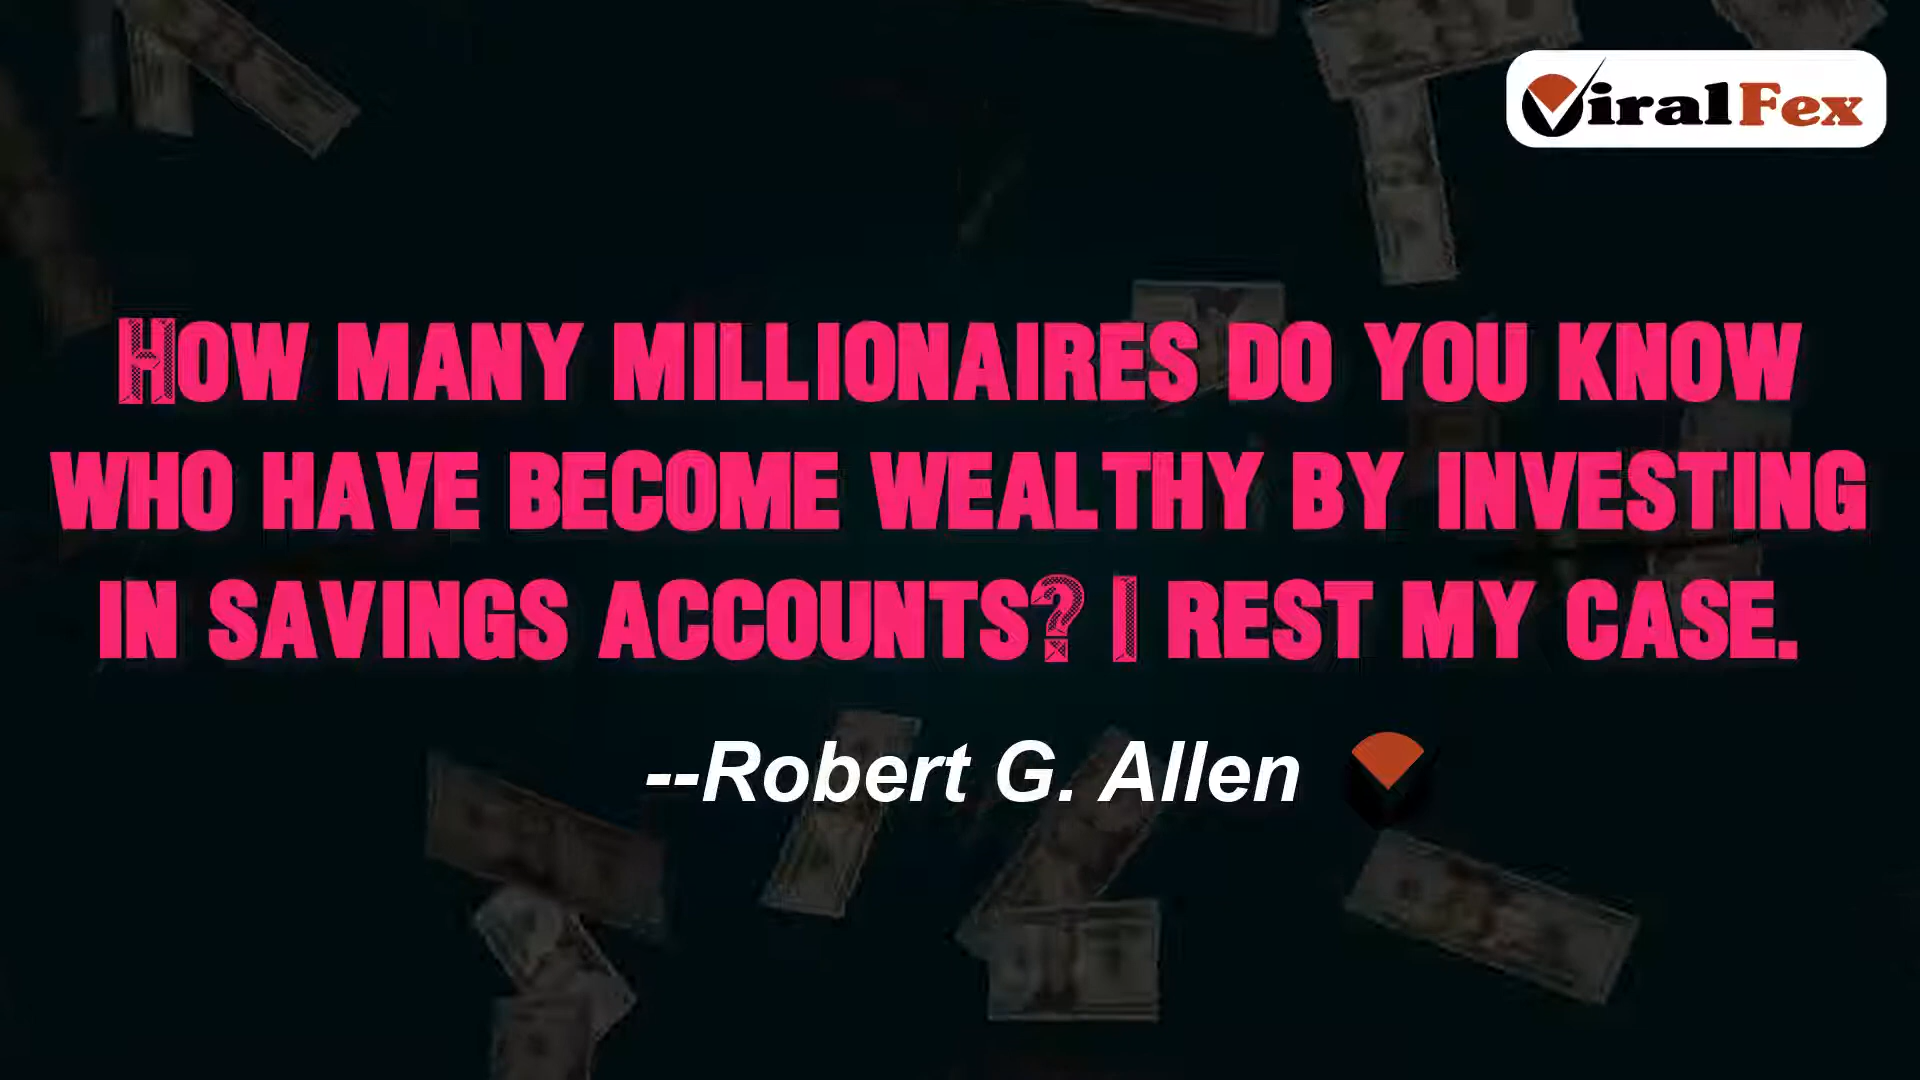 ViralFex
How many millionaires do you know
who have become wealthy by investing
in savings accounts? I rest my case.
--Robert G. Allen